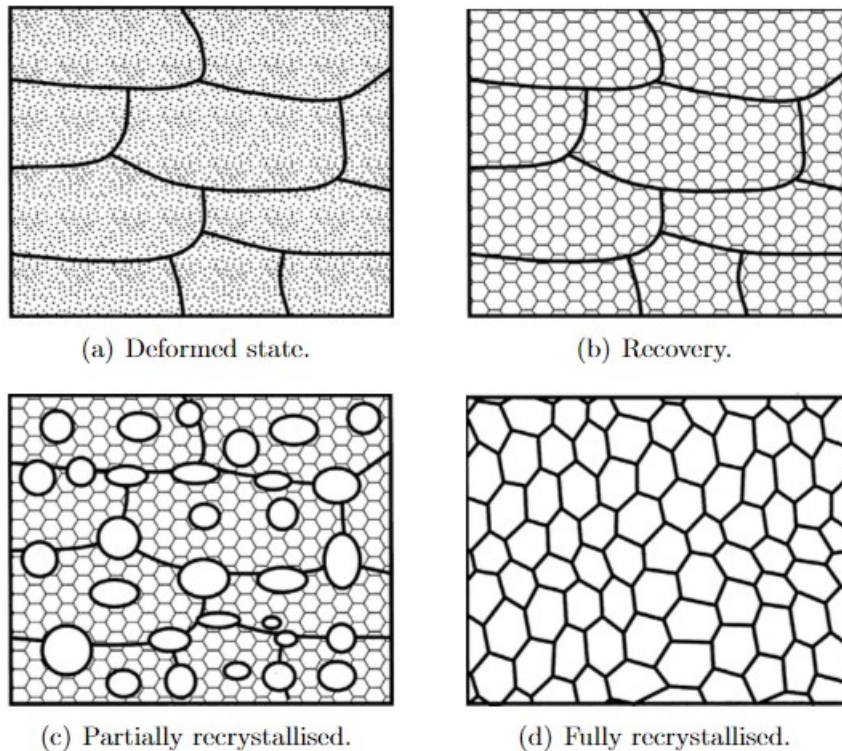 (a) Deformed state.
(b) Recovery.
(c) Partially recrystallised.
(d) Fully recrystallised.